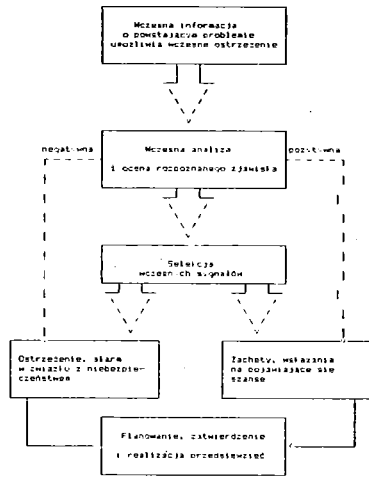 Wczesna informacja
o powstającym problemie
umożliwia wczesne ostrzeżenie
negatywna
Wczesna analiza
pozytywna
i ocena rozpoznanego zjawiska
Selekcja
wczesnych sygnałów
Ostrzeżenie, alarm
w związku z niebezpie-
czeństwem
Zachęty, wskazania
na pojawiające się
szanse
Planowanie, zatwierdzenie
i realizacja przedsięwzięć